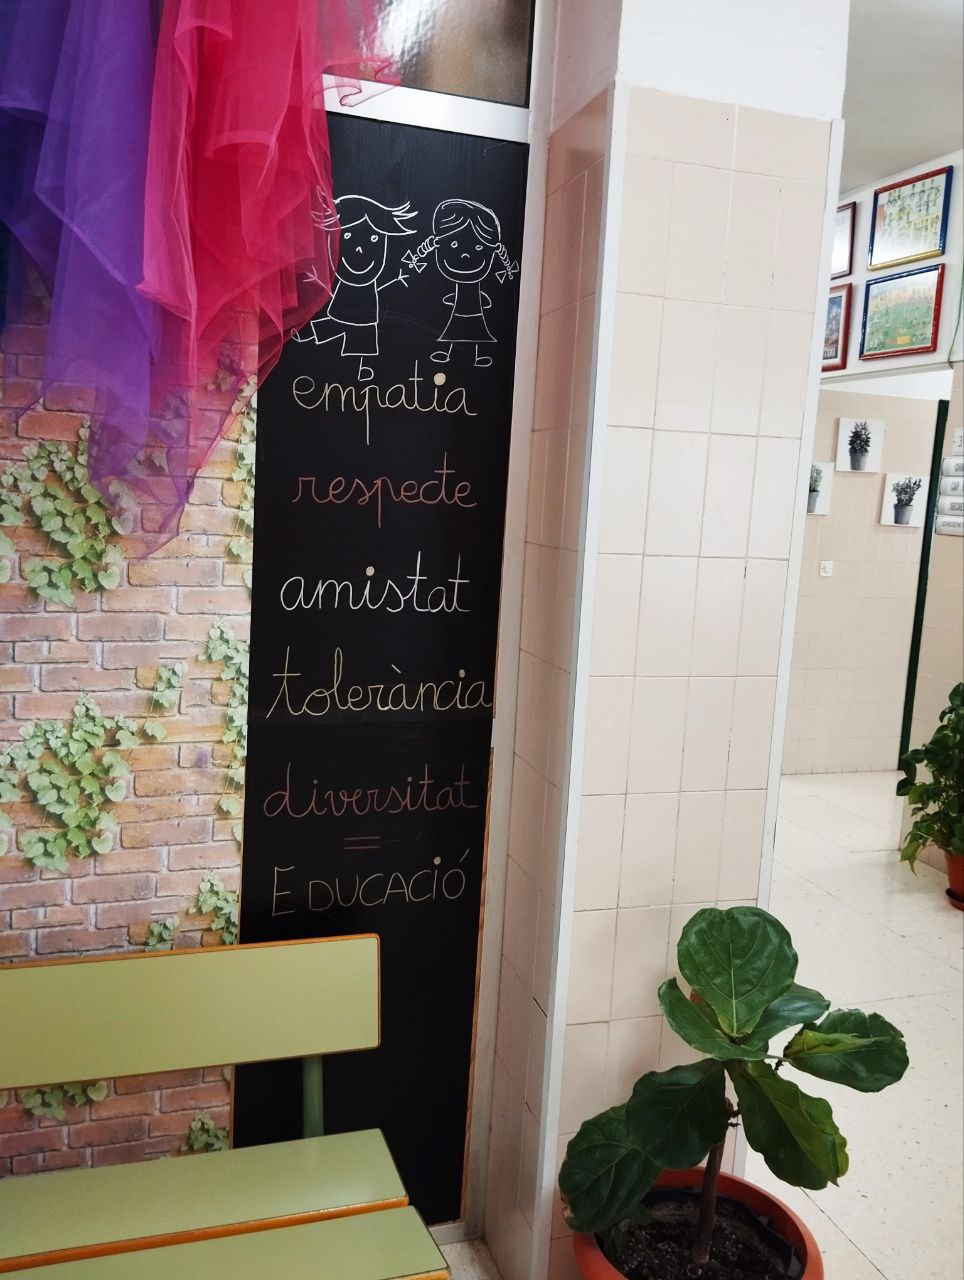 empatia
respecte
amistat
tolerància
diversitat
=
EDUCACIÓ